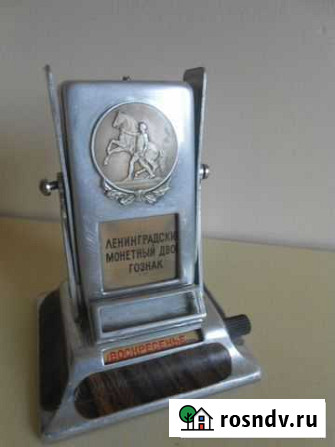 ЛЕНИНГРАДСКИ
МОНЕТНЫЙ ДВО
ГОЗНАК
ВОСКРЕСЕНЬЕ
rosndv.ru